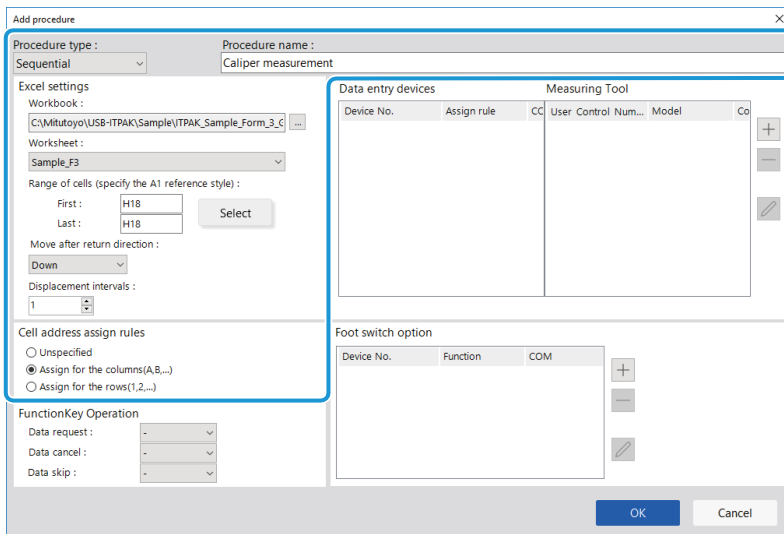 Add procedure
Procedure type :
Procedure name :
Sequential
Caliper measurement
Excel settings
Workbook :
C:\Mitutoyo\USB-ITPAK\Sample\ITPAK_Sample_Form_3_G
...
Worksheet :
Sample_F3
Range of cells (specify the A1 reference style) :
First :
H18
Last :
H18
Select
Move after return direction :
Down
Displacement intervals :
1
Cell address assign rules
Unspecified
Assign for the columns(A,B,...)
Assign for the rows(1,2,...)
FunctionKey Operation
Data request :
-
Data cancel :
-
Data skip :
-
Data entry devices
Measuring Tool
Device No.
Assign rule
CC
User Control Num...
Model
Co
Foot switch option
Device No.
Function
COM
OK
Cancel